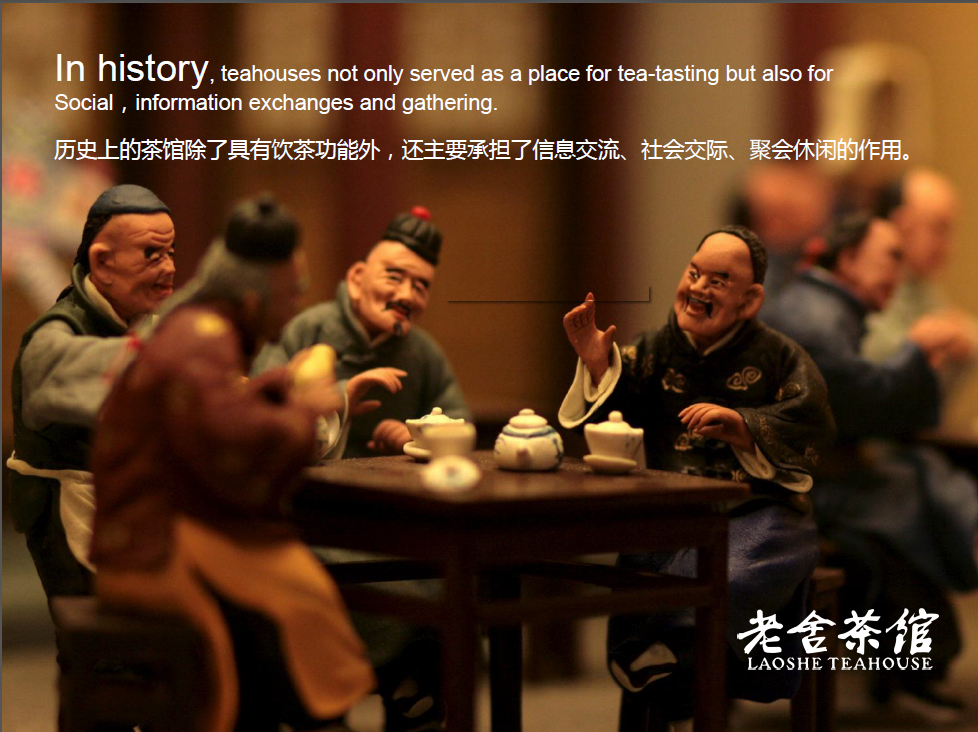 In history, teahouses not only served as a place for tea-tasting but also for
Social，information exchanges and gathering.
历史上的茶馆除了具有饮茶功能外，还主要承担了信息交流、社会交际、聚会休闲的作用。
老舍茶馆
LAOSHE TEAHOUSE